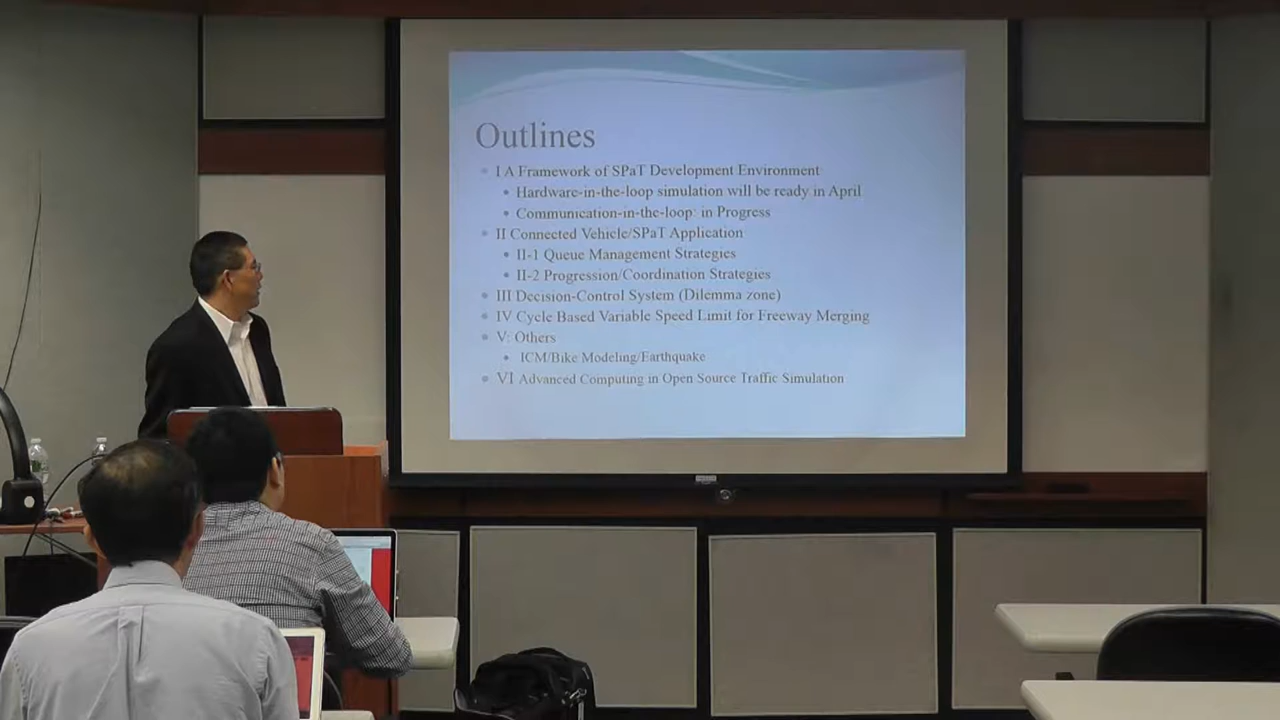 Outlines
I A Framework of SPaT Development Environment
Hardware-in-the-loop simulation will be ready in April
Communication-in-the-loop: in Progress
II Connected Vehicle/SPaT Application
II-1 Queue Management Strategies
II-2 Progression/Coordination Strategies
III Decision-Control System (Dilemma zone)
IV Cycle Based Variable Speed Limit for Freeway Merging
V: Others
ICM/Bike Modeling/Earthquake
VI Advanced Computing in Open Source Traffic Simulation